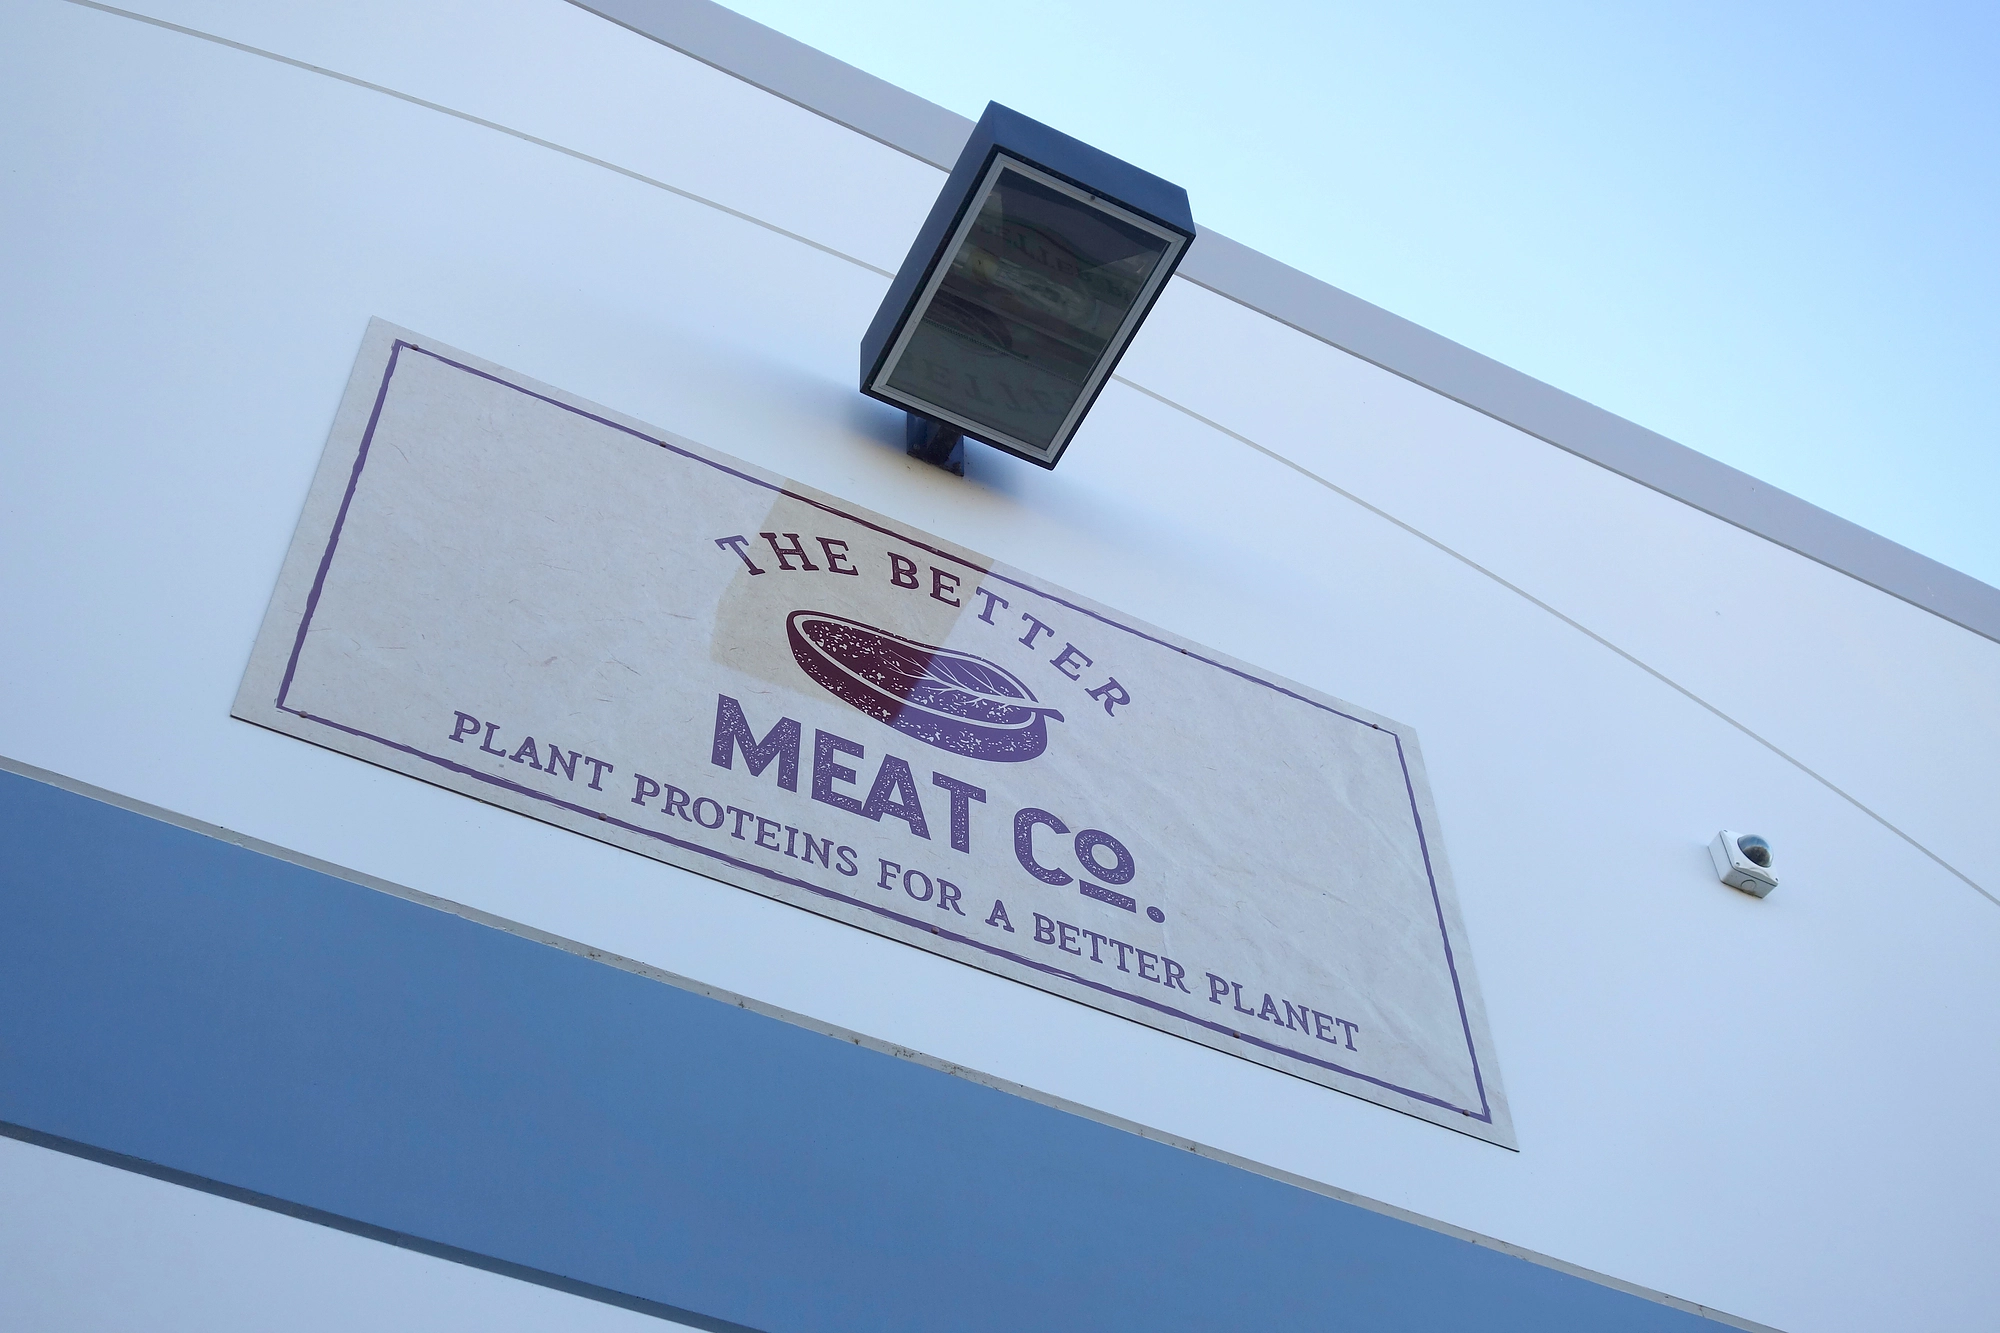 THE BETTER
MEAT CO.
PLANT PROTEINS FOR A BETTER PLANET